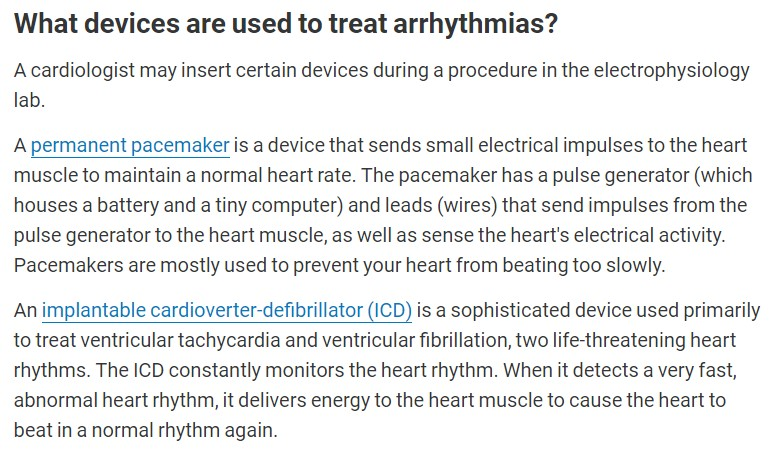 What devices are used to treat arrhythmias?
A cardiologist may insert certain devices during a procedure in the electrophysiology
lab.
A permanent pacemaker is a device that sends small electrical impulses to the heart
muscle to maintain a normal heart rate. The pacemaker has a pulse generator (which
houses a battery and a tiny computer) and leads (wires) that send impulses from the
pulse generator to the heart muscle, as well as sense the heart's electrical activity.
Pacemakers are mostly used to prevent your heart from beating too slowly.
An implantable cardioverter-defibrillator (ICD) is a sophisticated device used primarily
to treat ventricular tachycardia and ventricular fibrillation, two life-threatening heart
rhythms. The ICD constantly monitors the heart rhythm. When it detects a very fast,
abnormal heart rhythm, it delivers energy to the heart muscle to cause the heart to
beat in a normal rhythm again.